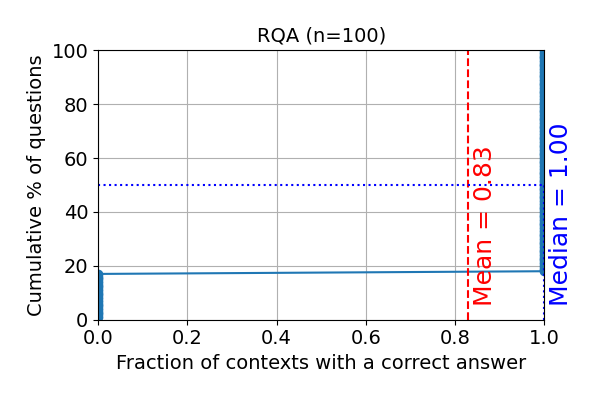 RQA (n=100)
Cumulative % of questions
100
80
60
40
20
0
0.0 0.2 0.4 0.6 0.8 1.0
Fraction of contexts with a correct answer
Mean = 0.83
Median = 1.00